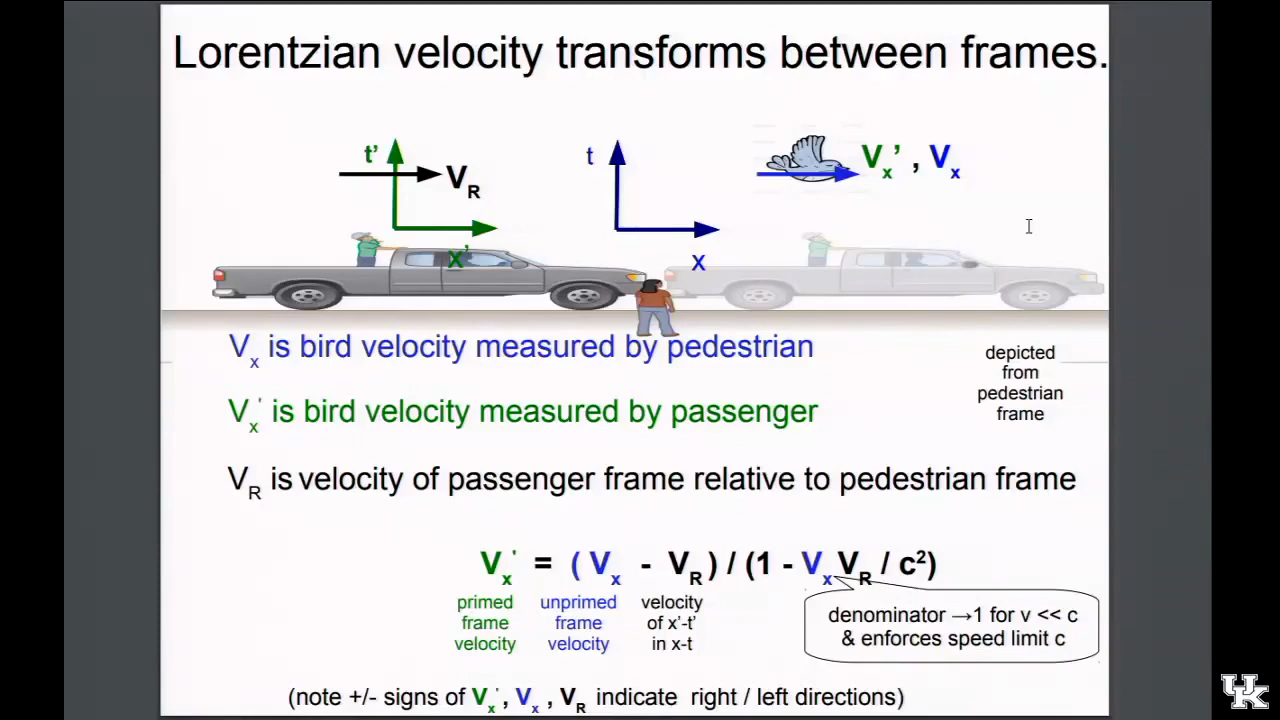 Lorentzian velocity transforms between frames.
t'
V_R
x'
t
x
V_x' , V_x
V_x is bird velocity measured by pedestrian
depicted
from
pedestrian
frame
V_x' is bird velocity measured by passenger
V_R is velocity of passenger frame relative to pedestrian frame
V_x' = ( V_x - V_R ) / (1 - V_x V_R / c²)
primed
frame
velocity
unprimed
frame
velocity
velocity
of x'-t'
in x-t
denominator →1 for v << c
& enforces speed limit c
(note +/- signs of V_x', V_x , V_R indicate right / left directions)
UK